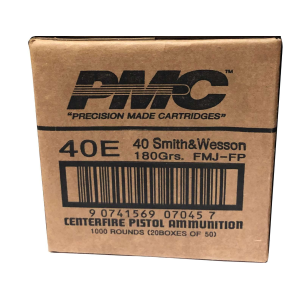 PMC™
"PRECISION MADE CARTRIDGES"
40E 40 Smith&Wesson
180Grs. FMJ-FP
9 0741569 07045 7
CENTERFIRE PISTOL AMMUNITION
1000 ROUNDS (20BOXES OF 50)